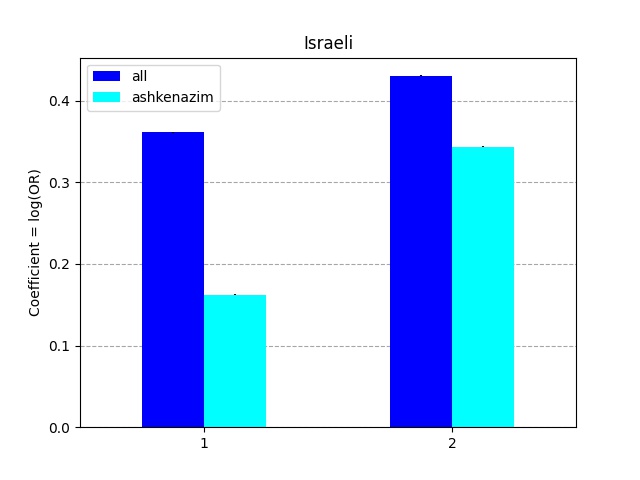 Israeli
all
ashkenazim
Coefficient = log(OR)
0.4
0.3
0.2
0.1
0.0
1
2